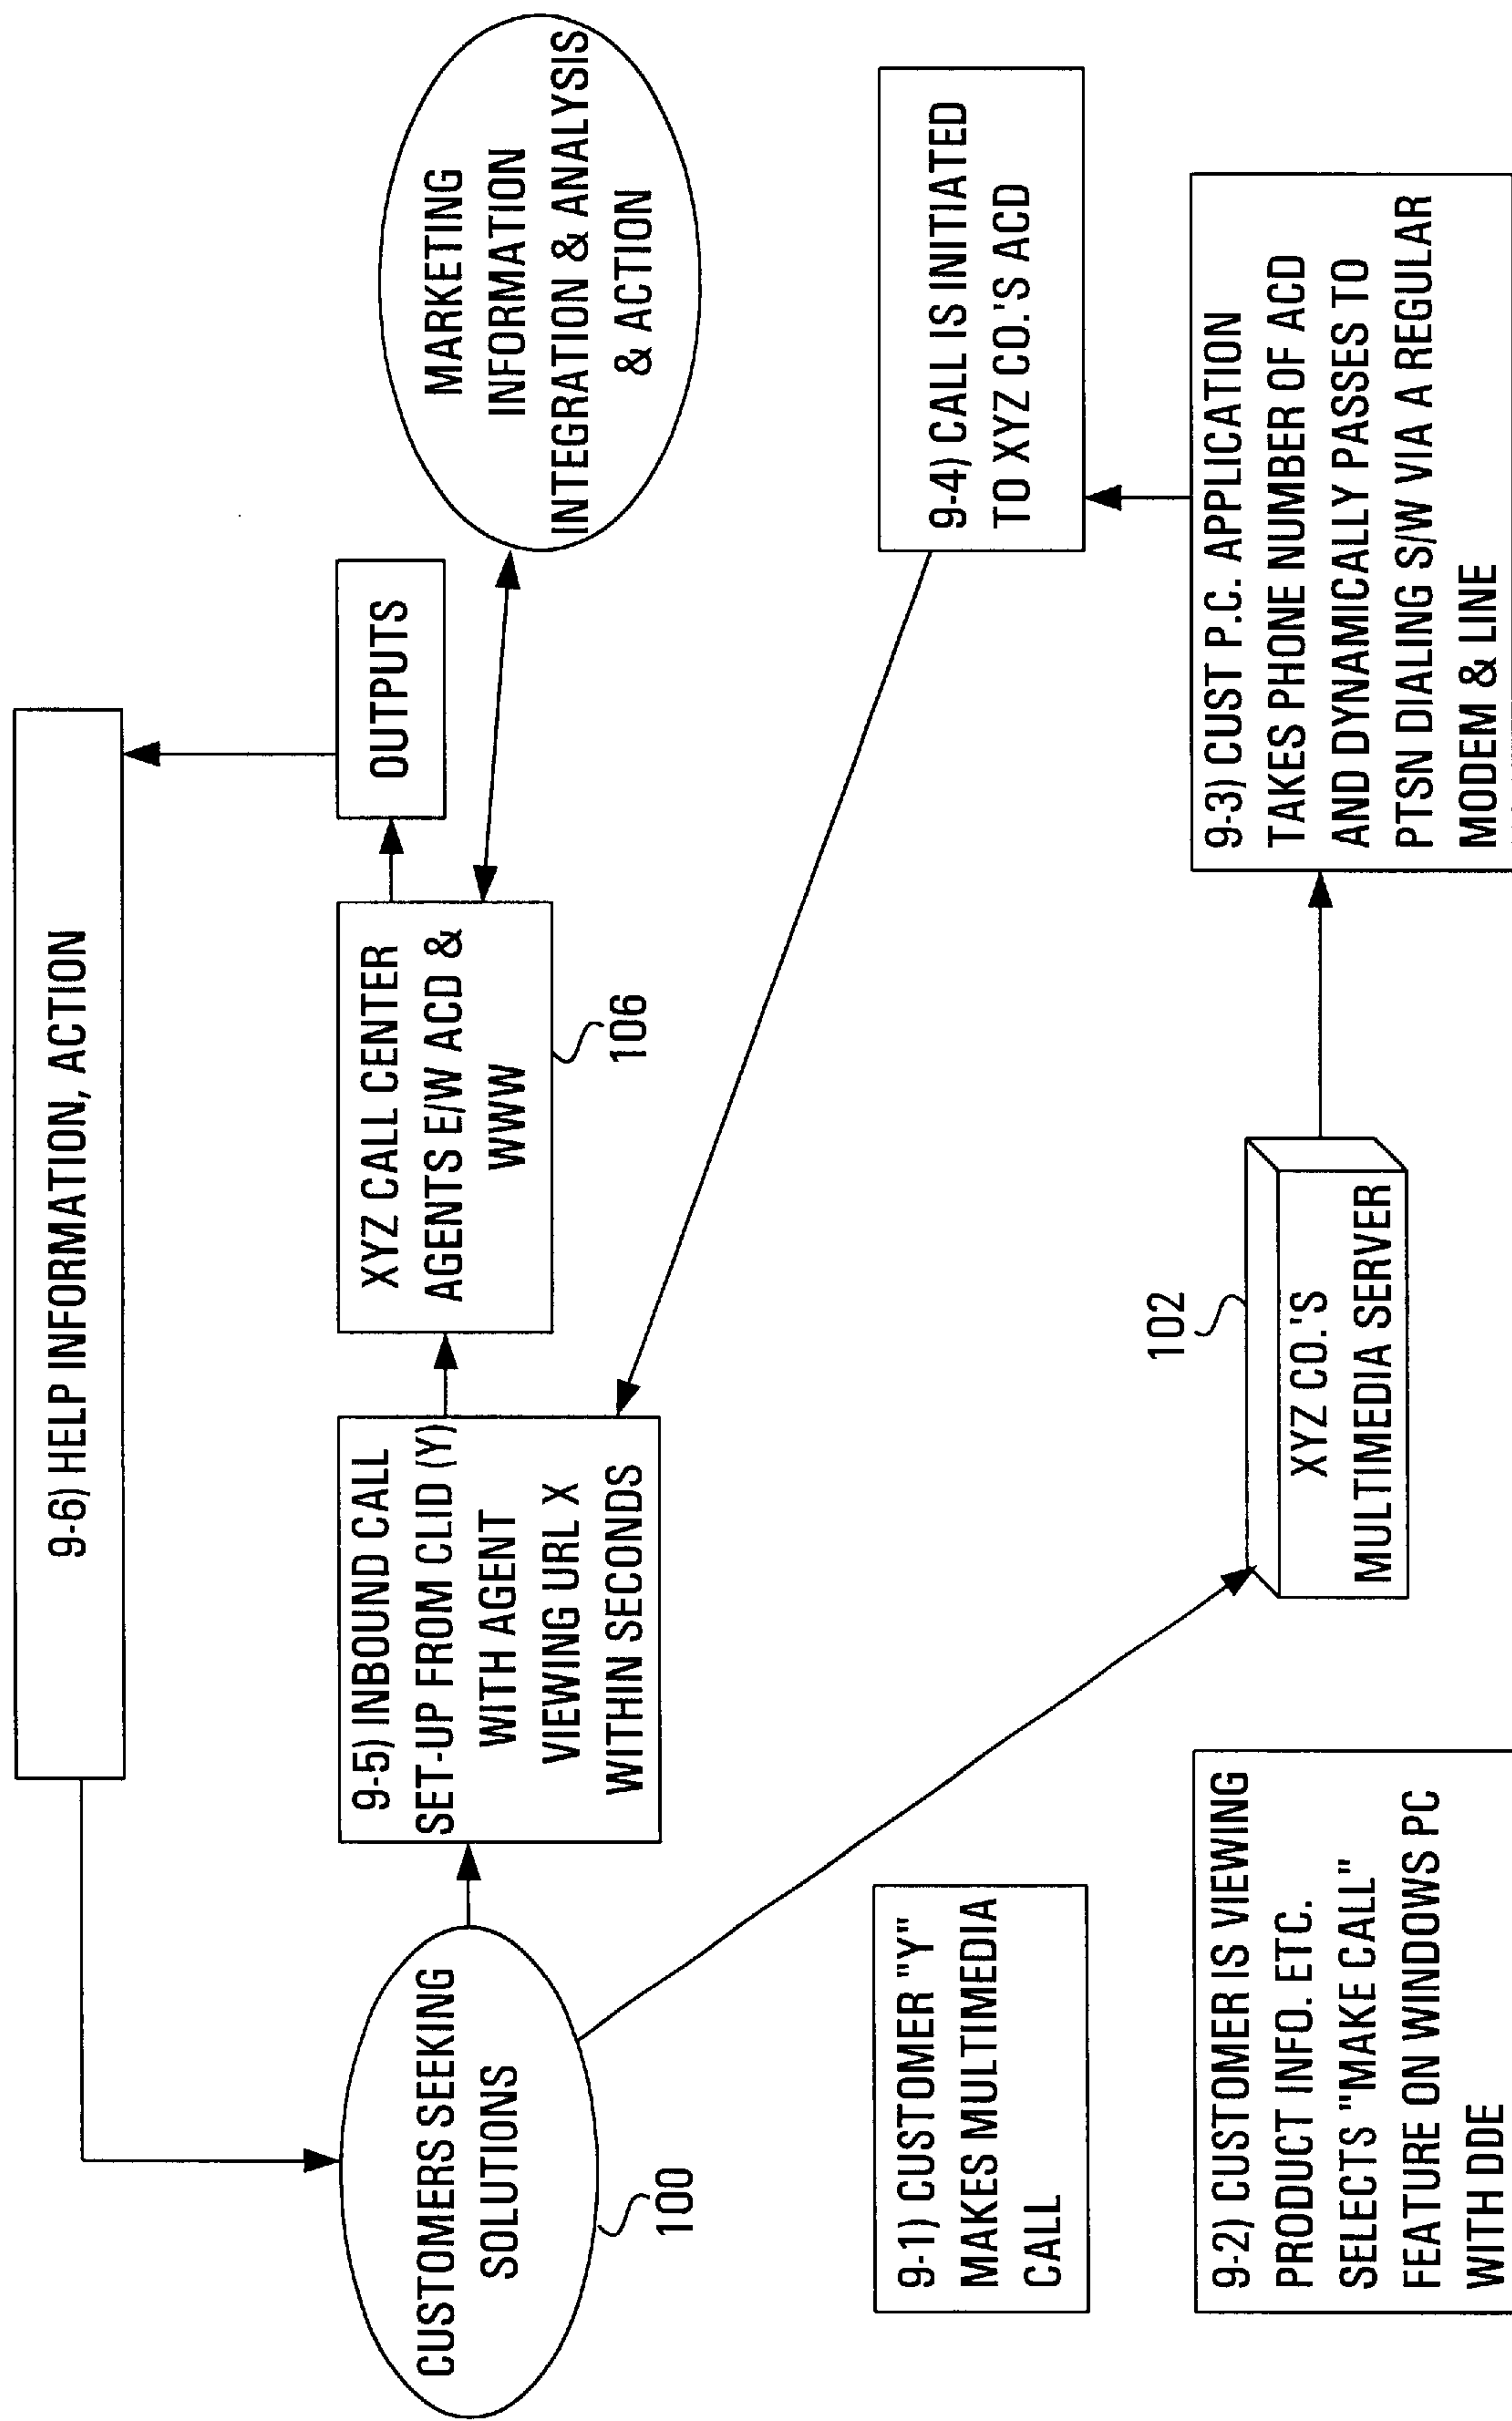 9-6) HELP INFORMATION, ACTION
CUSTOMERS SEEKING
SOLUTIONS
100
9-5) INBOUND CALL
SET-UP FROM CLID (Y)
WITH AGENT
VIEWING URL X
WITHIN SECONDS
XYZ CALL CENTER
AGENTS E/W ACD &
WWW
106
OUTPUTS
MARKETING
INFORMATION
INTEGRATION & ANALYSIS
& ACTION
9-1) CUSTOMER "Y"
MAKES MULTIMEDIA
CALL
9-2) CUSTOMER IS VIEWING
PRODUCT INFO. ETC.
SELECTS "MAKE CALL"
FEATURE ON WINDOWS PC
WITH DDE
102
XYZ CO.'S
MULTIMEDIA SERVER
9-3) CUST P.C. APPLICATION
TAKES PHONE NUMBER OF ACD
AND DYNAMICALLY PASSES TO
PTSN DIALING S/W VIA A REGULAR
MODEM & LINE
9-4) CALL IS INITIATED
TO XYZ CO.'S ACD